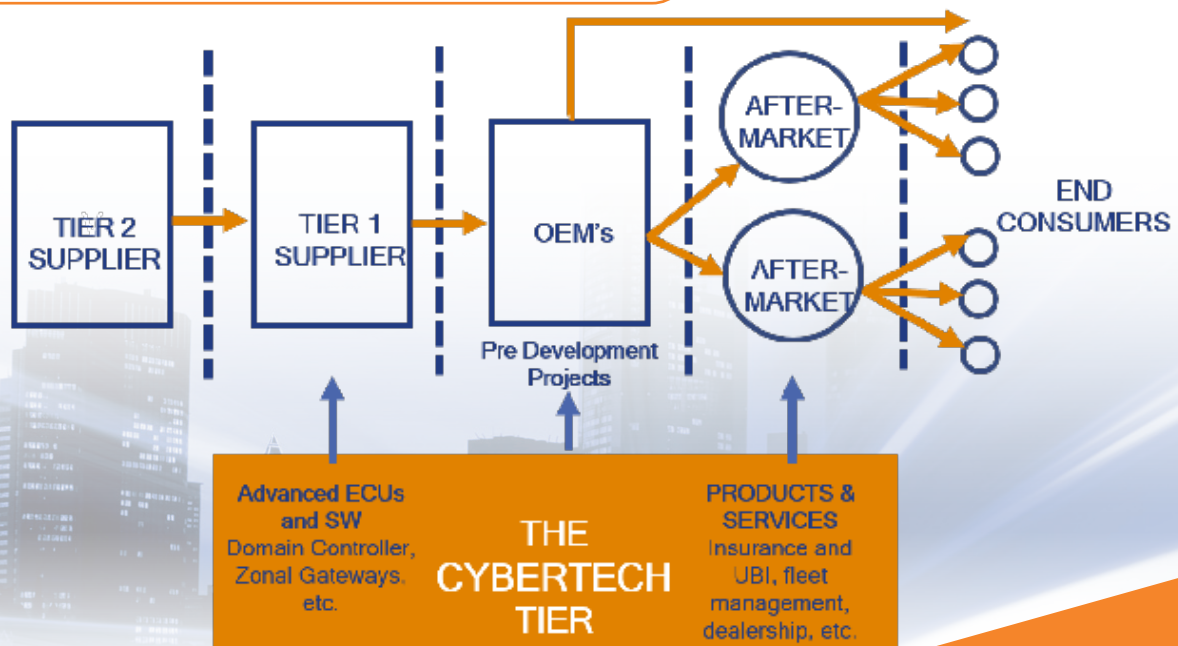 TIER 2
SUPPLIER
TIER 1
SUPPLIER
OEM's
Pre Development
Projects
AFTER-
MARKET
AFTER-
MARKET
END
CONSUMERS
Advanced ECUs
and SW
Domain Controller,
Zonal Gateways.
etc.
THE
CYBERTECH
TIER
PRODUCTS &
SERVICES
Insurance and
UBI, fleet
management,
dealership, etc.